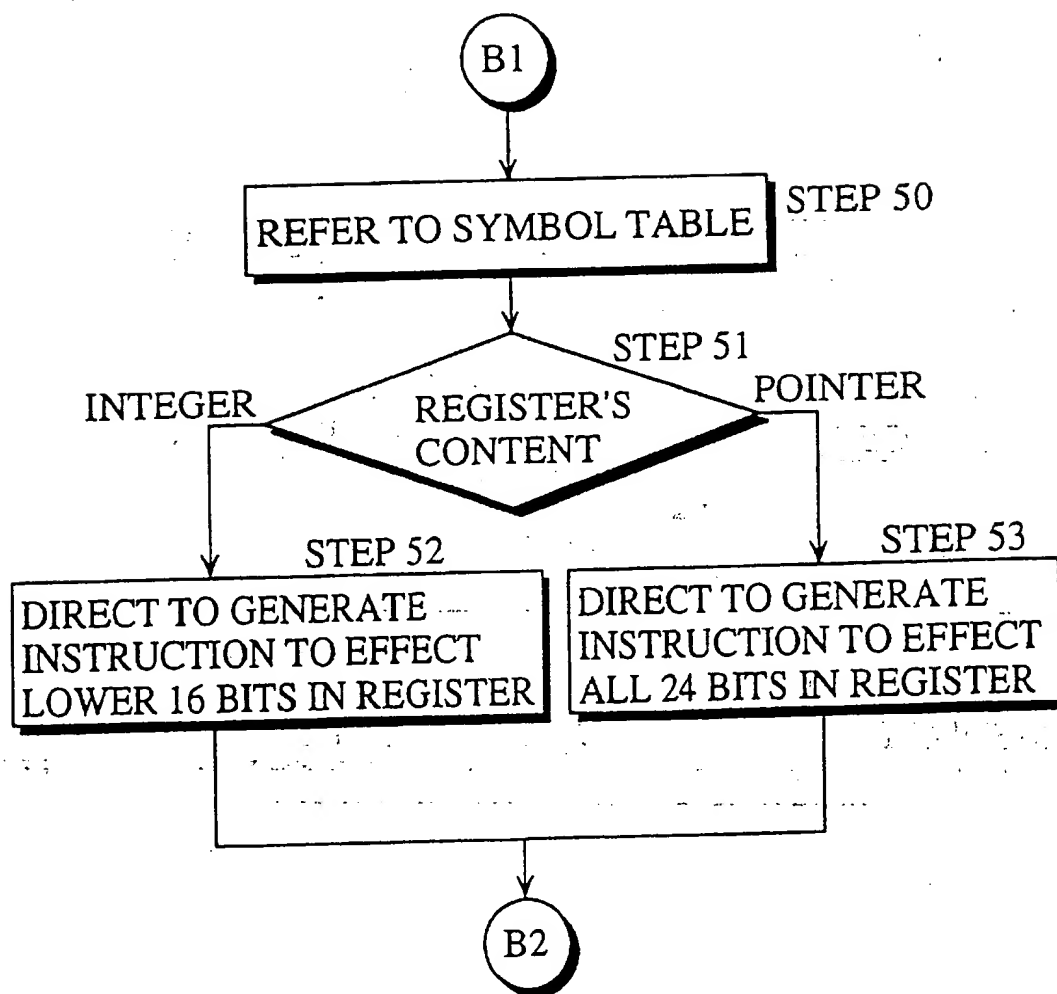 B1
REFER TO SYMBOL TABLE
STEP 50
STEP 51
INTEGER
REGISTER'S
CONTENT
POINTER
STEP 52
DIRECT TO GENERATE
INSTRUCTION TO EFFECT
LOWER 16 BITS IN REGISTER
STEP 53
DIRECT TO GENERATE
INSTRUCTION TO EFFECT
ALL 24 BITS IN REGISTER
B2